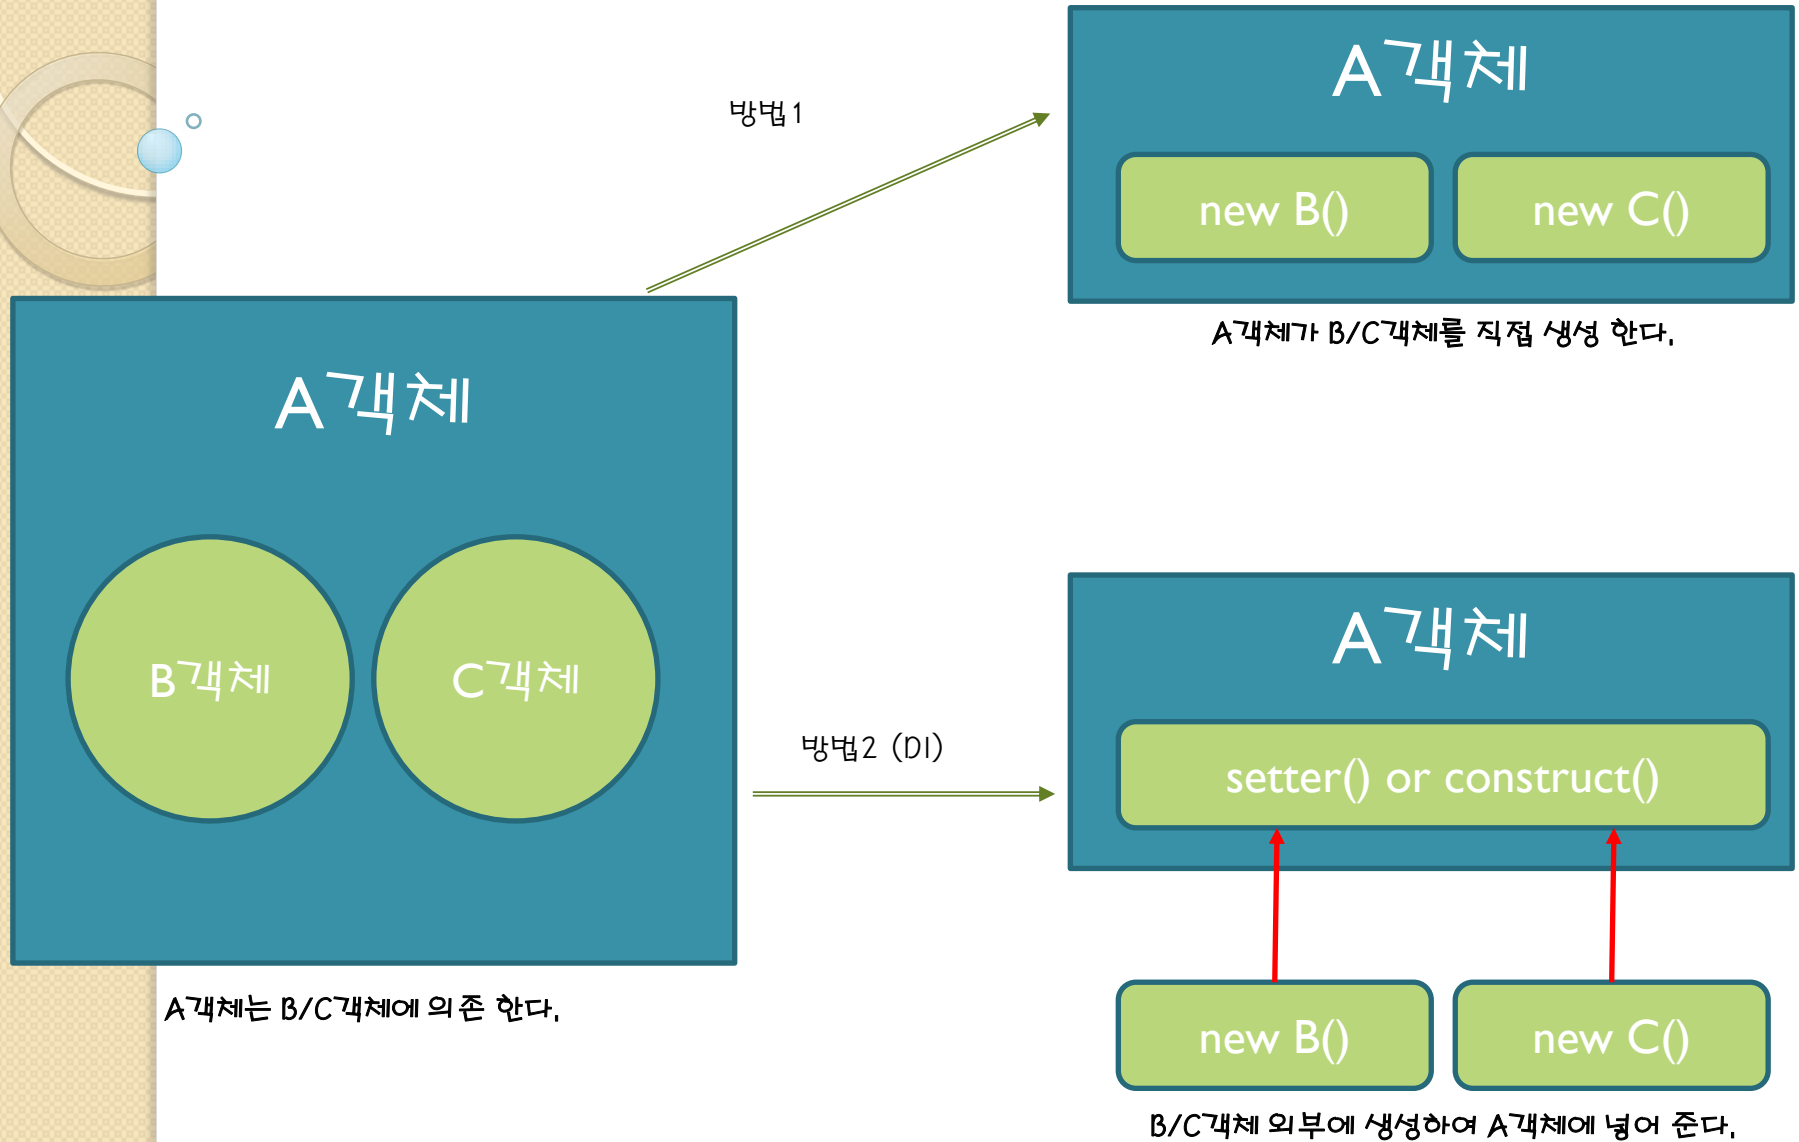 A객체
B객체
C객체
A객체는 B/C객체에 의존 한다.
방법1
A객체
new B()
new C()
A객체가 B/C객체를 직접 생성 한다.
방법2 (DI)
A객체
setter() or construct()
new B()
new C()
B/C객체 외부에 생성하여 A객체에 넣어 준다.